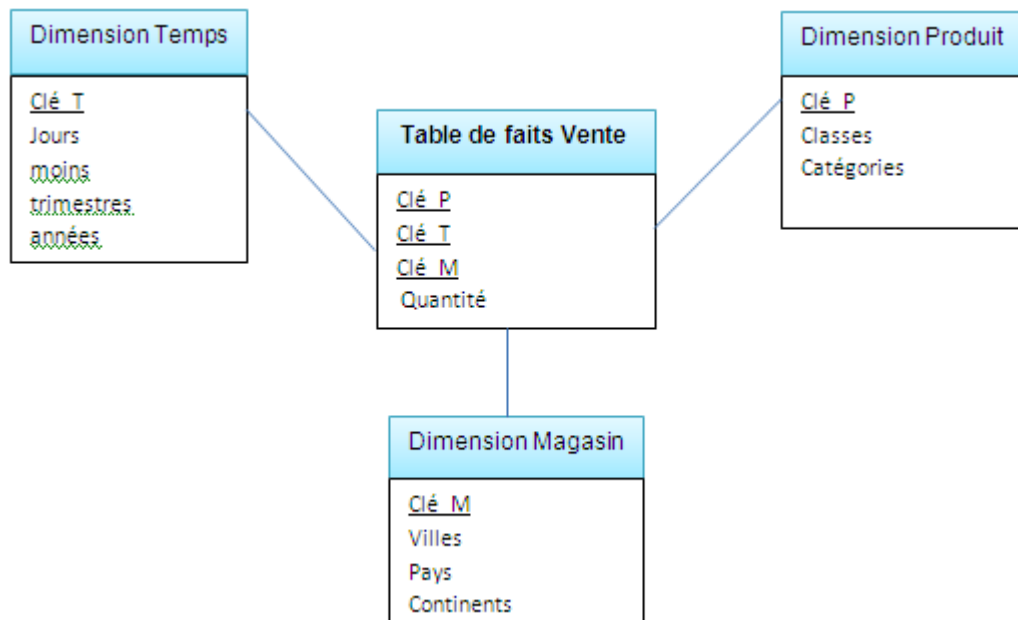 Dimension Temps
Clé_T
Jours
moins
trimestres
années
Table de faits Vente
Clé_P
Clé_T
Clé_M
Quantité
Dimension Produit
Clé_P
Classes
Catégories
Dimension Magasin
Clé_M
Villes
Pays
Continents